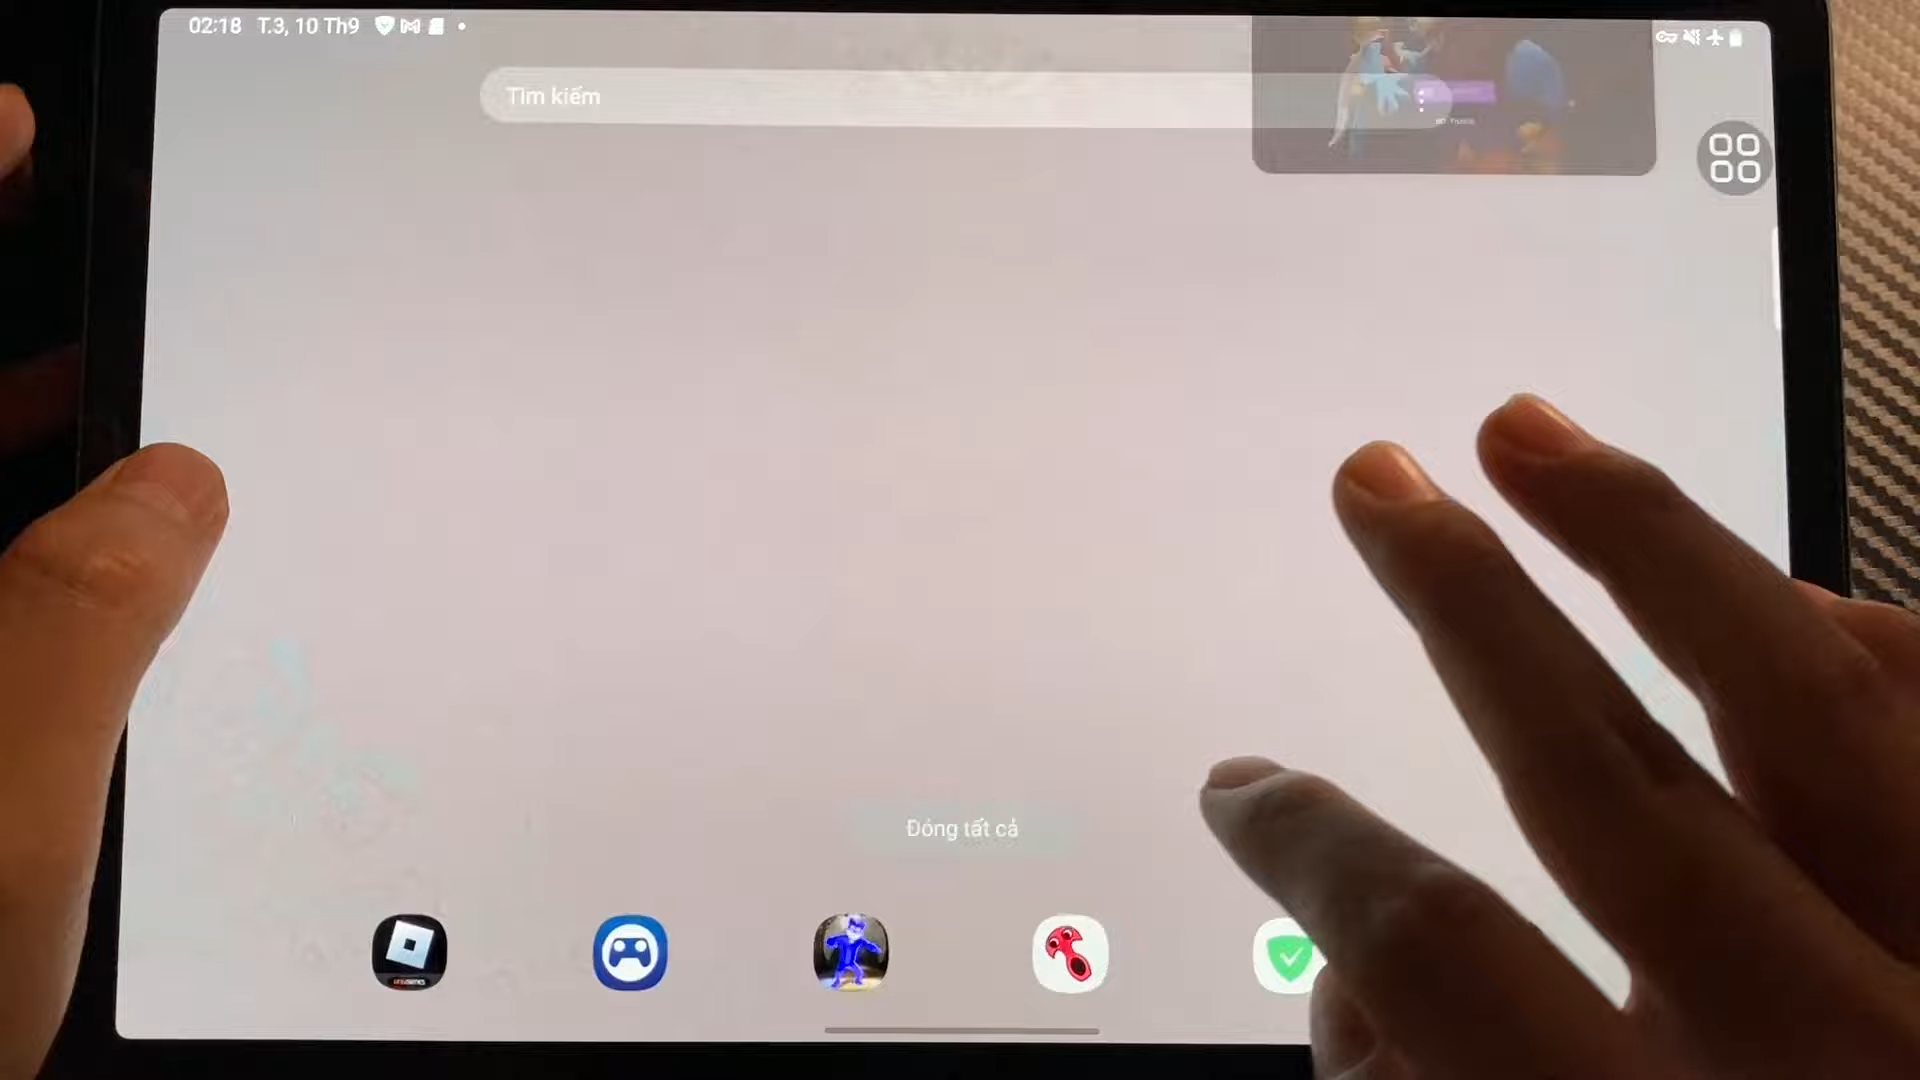 02:18 T.3, 10 Th9
Tìm kiếm
Đóng tất cả